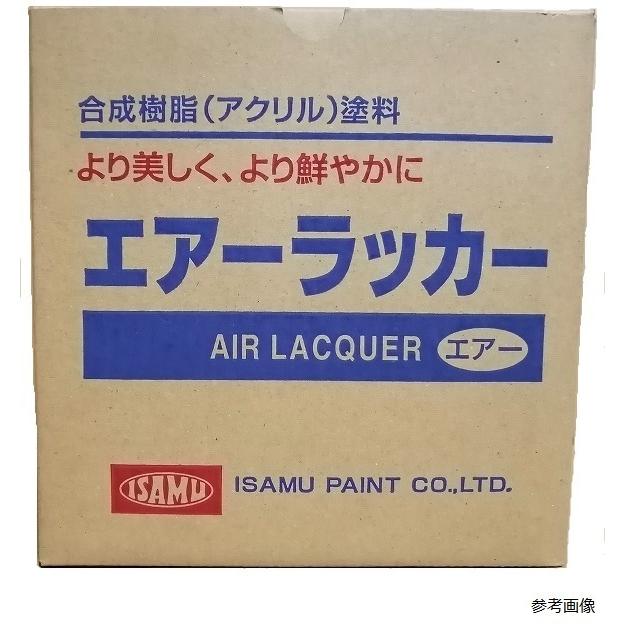 合成樹脂(アクリル)塗料
より美しく、より鮮やかに
エアーラッカー
AIR LACQUER エアー
ISAMU ISAMU PAINT CO.,LTD.
参考画像